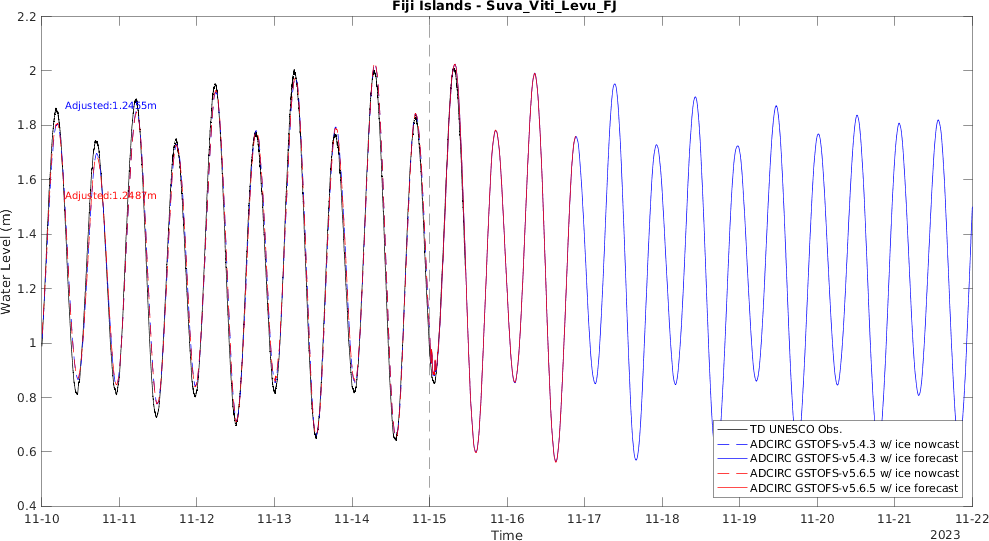 Fiji Islands - Suva_Viti_Levu_FJ
2.2
2
1.8
1.6
1.4
1.2
1
0.8
0.6
0.4
Water Level (m)
Adjusted:1.2455m
Adjusted:1.2487m
TD UNESCO Obs.
ADCIRC GSTOFS-v5.4.3 w/ ice nowcast
ADCIRC GSTOFS-v5.4.3 w/ ice forecast
ADCIRC GSTOFS-v5.6.5 w/ ice nowcast
ADCIRC GSTOFS-v5.6.5 w/ ice forecast
11-10 11-11 11-12 11-13 11-14 11-15 11-16 11-17 11-18 11-19 11-20 11-21 11-22
Time
2023